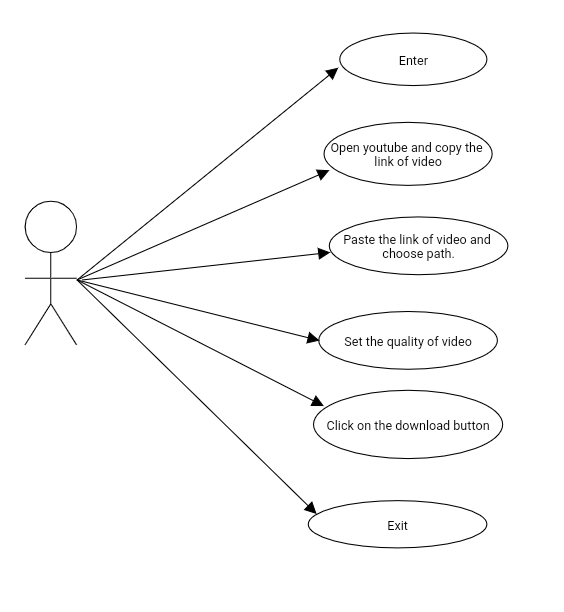 Enter
Open youtube and copy the
link of video
Paste the link of video and
choose path.
Set the quality of video
Click on the download button
Exit